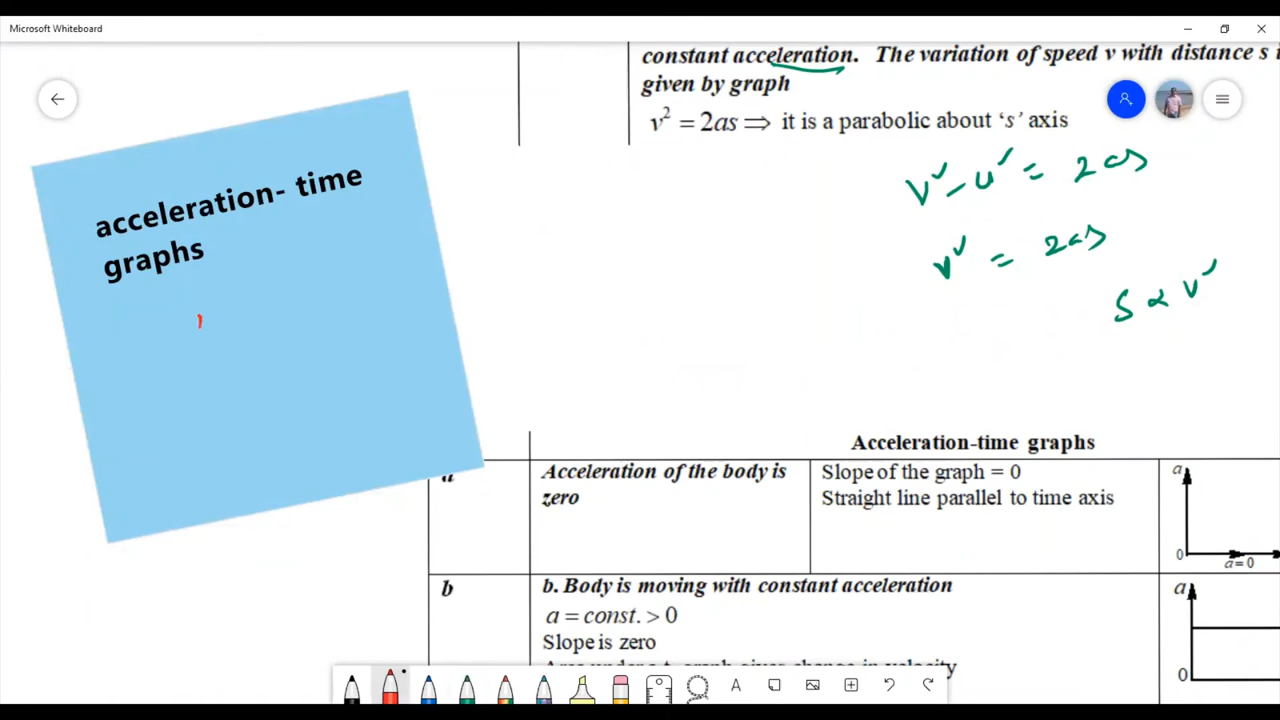 Microsoft Whiteboard
constant acceleration. The variation of speed v with distance s i
given by graph
v² = 2as ⟹ it is a parabolic about ‘s’ axis
v² - u² = 2as
v² = 2as
s ∝ v²
acceleration- time
graphs
Acceleration-time graphs
a
Acceleration of the body is
zero
Slope of the graph = 0
Straight line parallel to time axis
a
0
a=0
b
b. Body is moving with constant acceleration
a = const. > 0
Slope is zero
a
0
A